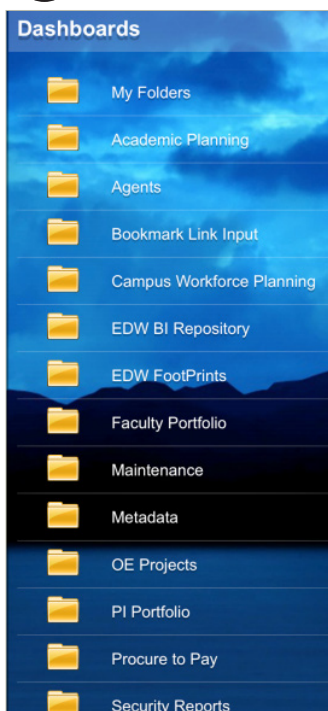 Dashboards
My Folders
Academic Planning
Agents
Bookmark Link Input
Campus Workforce Planning
EDW BI Repository
EDW FootPrints
Faculty Portfolio
Maintenance
Metadata
OE Projects
PI Portfolio
Procure to Pay
Security Reports